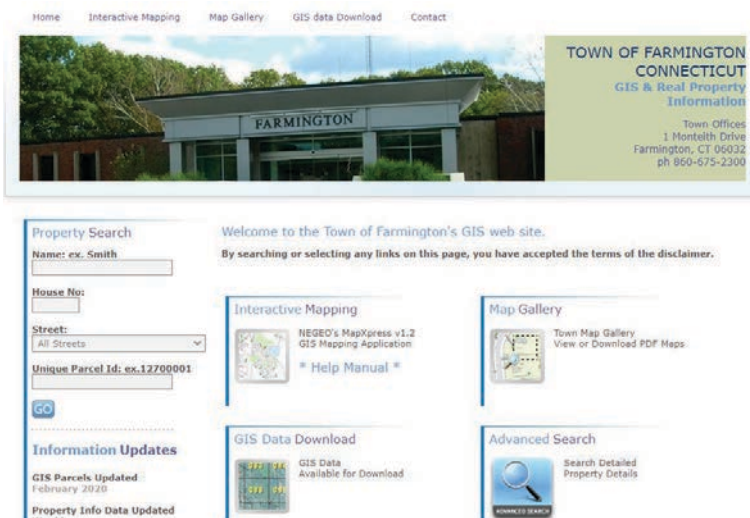 Home Interactive Mapping Map Gallery GIS data Download Contact
FARMINGTON
TOWN OF FARMINGTON
CONNECTICUT
GIS & Real Property
Information
Town Offices
1 Monteith Drive
Farmington, CT 06032
ph 860-675-2300
Property Search
Name: ex. Smith
House No:
Street:
All Streets
Unique Parcel Id: ex.12700001
GO
Information Updates
GIS Parcels Updated
February 2020
Property Info Data Updated
Welcome to the Town of Farmington's GIS web site.
By searching or selecting any links on this page, you have accepted the terms of the disclaimer.
Interactive Mapping
NEGEO's MapXpress v1.2
GIS Mapping Application
* Help Manual *
Map Gallery
Town Map Gallery
View or Download PDF Maps
GIS Data Download
GIS Data
Available for Download
Advanced Search
Search Detailed
Property Details
ADVANCED SEARCH